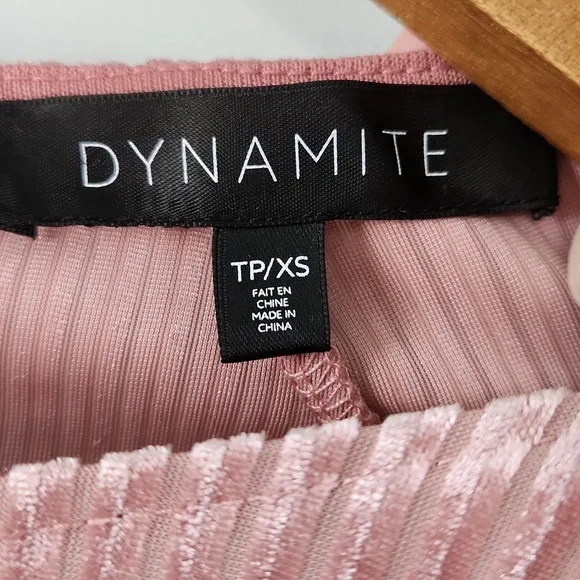 DYNAMITE
TP/XS
FAIT EN
CHINE
MADE IN
CHINA